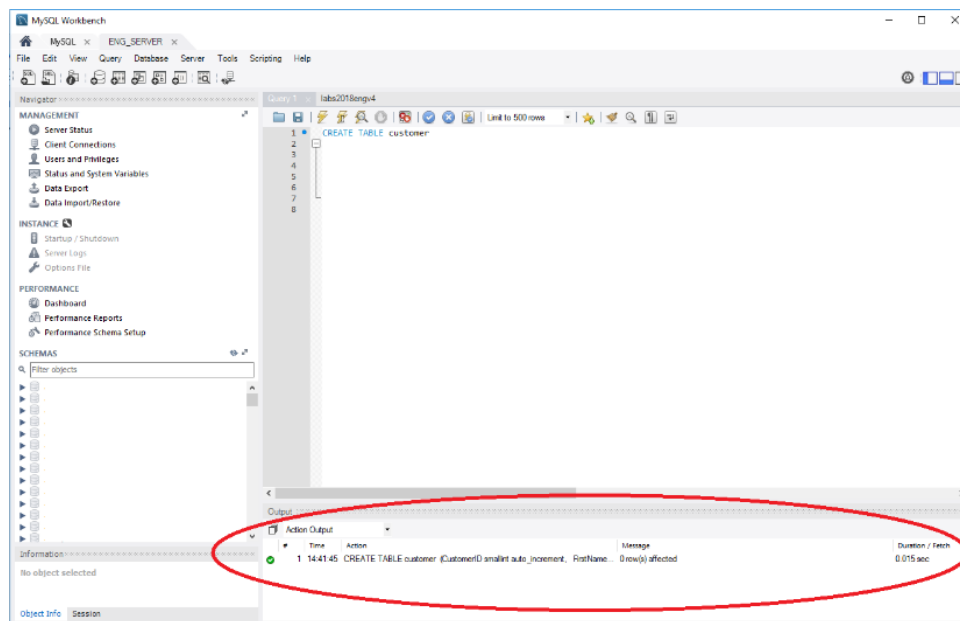 MySQL Workbench
MySQL × ENG_SERVER ×
File Edit View Query Database Server Tools Scripting Help
Navigator
MANAGEMENT
Server Status
Client Connections
Users and Privileges
Status and System Variables
Data Export
Data Import/Restore
INSTANCE
Startup / Shutdown
Server Logs
Options File
PERFORMANCE
Dashboard
Performance Reports
Performance Schema Setup
SCHEMAS
Filter objects
Information
No object selected
Object Info Session
Query 1 × labs2018engv4
Limit to 500 rows
1 CREATE TABLE customer
2
3
4
5
6
7
8
Output
Action Output
# Time Action Message Duration / Fetch
1 14:41:45 CREATE TABLE customer (CustomerID smallint auto_increment, FirstName... 0 row(s) affected 0.015 sec